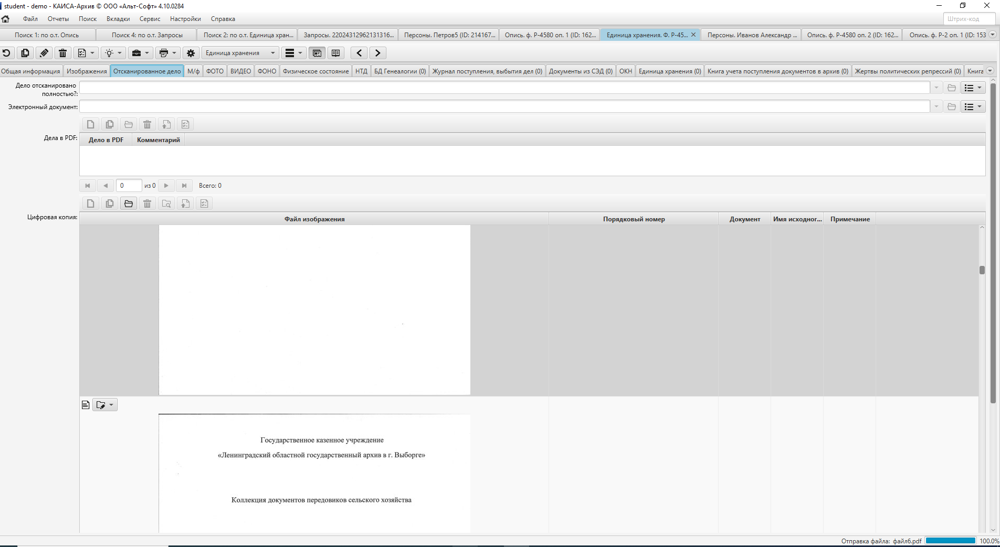 student - demo - КАИСА-Архив © ООО «Альт-Софт» 4.10.0284
Файл Отчеты Поиск Вкладки Сервис Настройки Справка Штрих-код
Поиск 1: по о.т. Опись Поиск 4: по о.т. Запросы Поиск 2: по о.т. Единица хран... Запросы. 22024312962131316... Персоны. Петров5 (ID: 214167... Опись. ф. Р-4580 оп. 1 (ID: 162... Единица хранения. Ф. Р-45... Персоны. Иванов Александр ... Опись. ф. Р-4580 оп. 2 (ID: 162... Опись. ф. Р-2 оп. 1 (ID: 153
Единица хранения
Общая информация Изображения Отсканированное дело М/ф ФОТО ВИДЕО ФОНО Физическое состояние НТД БД Генеалогии (0) Журнал поступления, выбытия дел (0) Документы из СЭД (0) ОКН Единица хранения (0) Книга учета поступления документов в архив (0) Жертвы политических репрессий (0) Книга
Дело отсканировано
полностью?:
Электронный документ:
Дела в PDF:
Дело в PDF Комментарий
0 из 0 Всего: 0
Цифровая копия:
Файл изображения Порядковый номер Документ Имя исходног... Примечание
Государственное казенное учреждение
«Ленинградский областной государственный архив в г. Выборге»
Коллекция документов передовиков сельского хозяйства
Отправка файла: файл6.pdf 100.0%